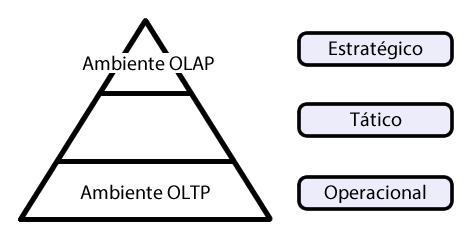 Ambiente OLAP
Estratégico
Tático
Ambiente OLTP
Operacional